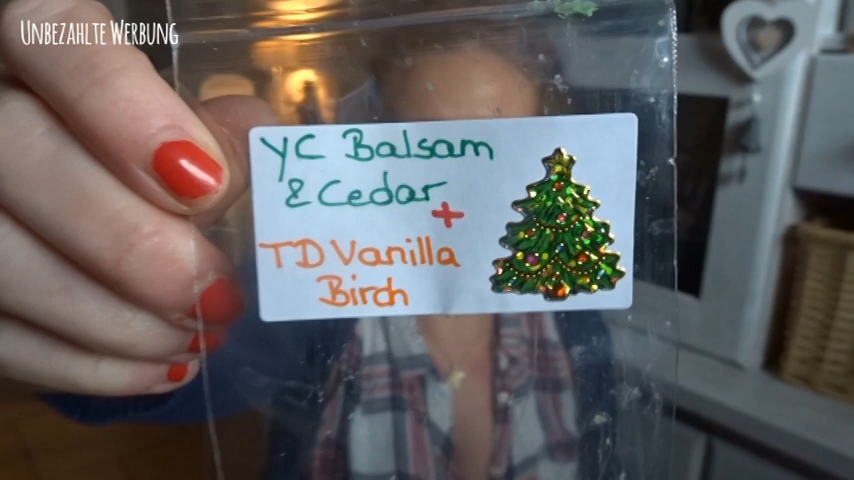 UNBEZAHLTE WERBUNG
YC Balsam
& Cedar
+
TD Vanilla
Birch